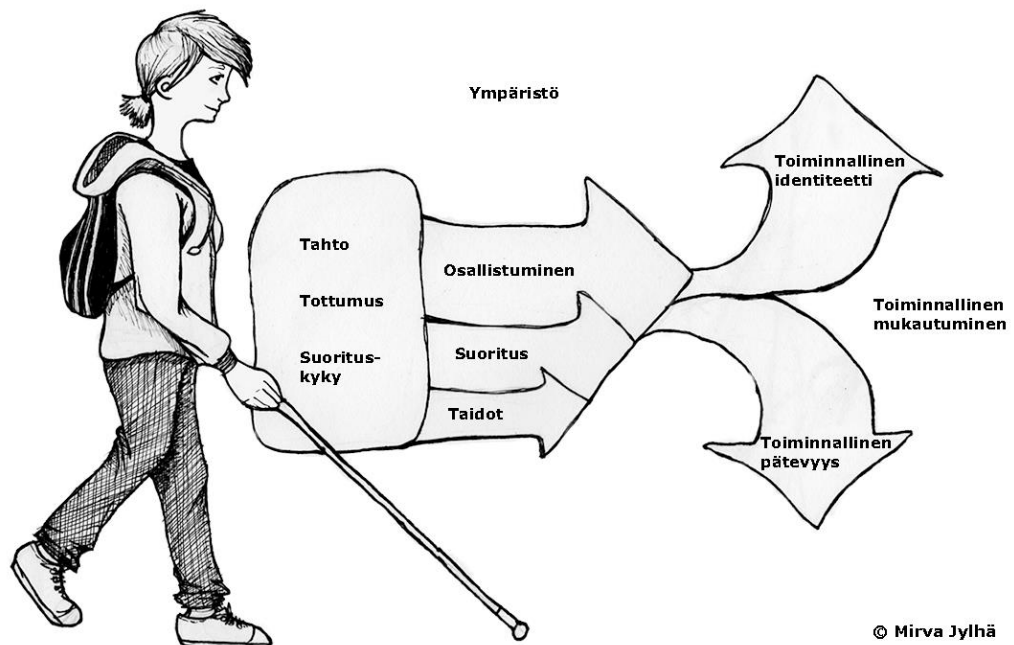 Ympäristö
Tahto
Tottumus
Suoritus-
kyky
Osallistuminen
Suoritus
Taidot
Toiminnallinen
identiteetti
Toiminnallinen
mukautuminen
Toiminnallinen
pätevyys
© Mirva Jylhä